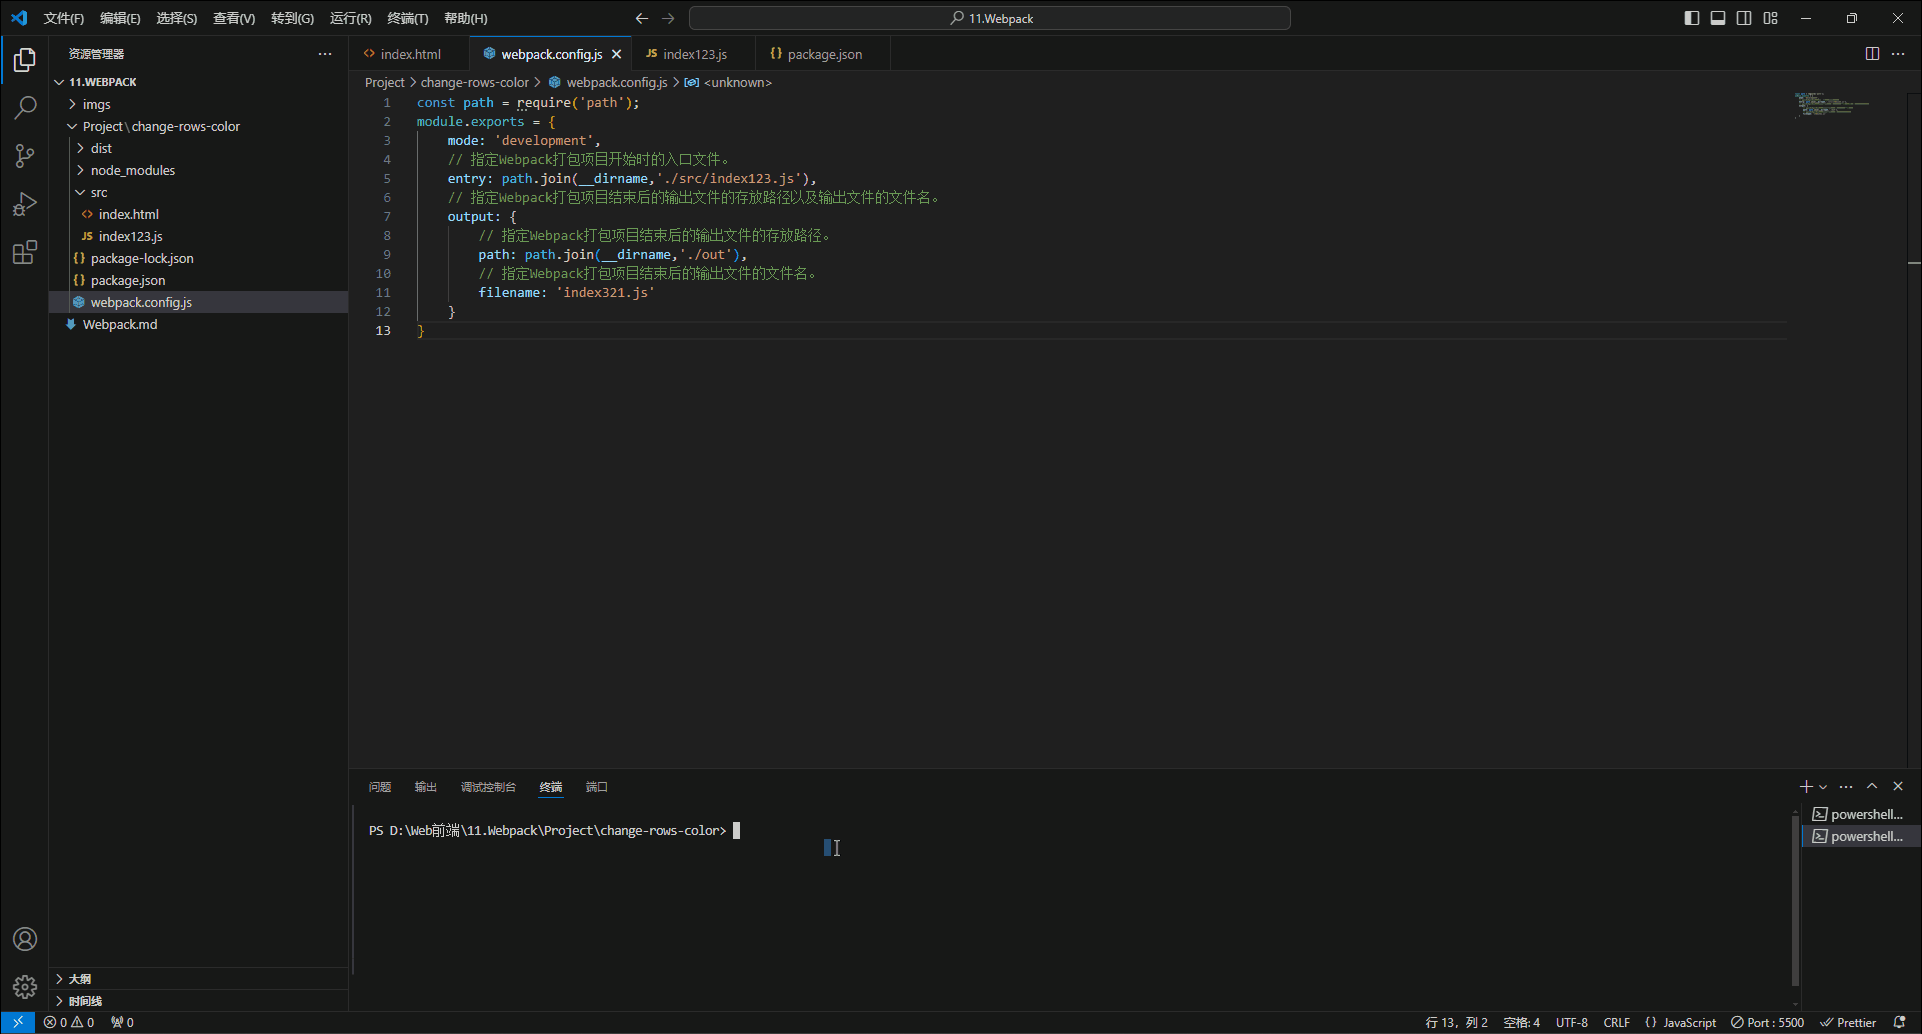 文件(F) 编辑(E) 选择(S) 查看(V) 转到(G) 运行(R) 终端(T) 帮助(H)
11.Webpack
资源管理器
11.WEBPACK
imgs
Project\change-rows-color
dist
node_modules
src
index.html
JS index123.js
{} package-lock.json
{} package.json
webpack.config.js
Webpack.md
大纲
时间线
index.html
webpack.config.js
JS index123.js
{} package.json
Project > change-rows-color > webpack.config.js > <unknown>
1 const path = require('path');
2 module.exports = {
3 mode: 'development',
4 // 指定Webpack打包项目开始时的入口文件。
5 entry: path.join(__dirname,'./src/index123.js'),
6 // 指定Webpack打包项目结束后的输出文件的存放路径以及输出文件的文件名。
7 output: {
8 // 指定Webpack打包项目结束后的输出文件的存放路径。
9 path: path.join(__dirname,'./out'),
10 // 指定Webpack打包项目结束后的输出文件的文件名。
11 filename: 'index321.js'
12 }
13 }
问题 输出 调试控制台 终端 端口
PS D:\Web前端\11.Webpack\Project\change-rows-color>
powershell...
powershell...
0 0 0
行 13，列 2 空格: 4 UTF-8 CRLF {} JavaScript Port : 5500 Prettier